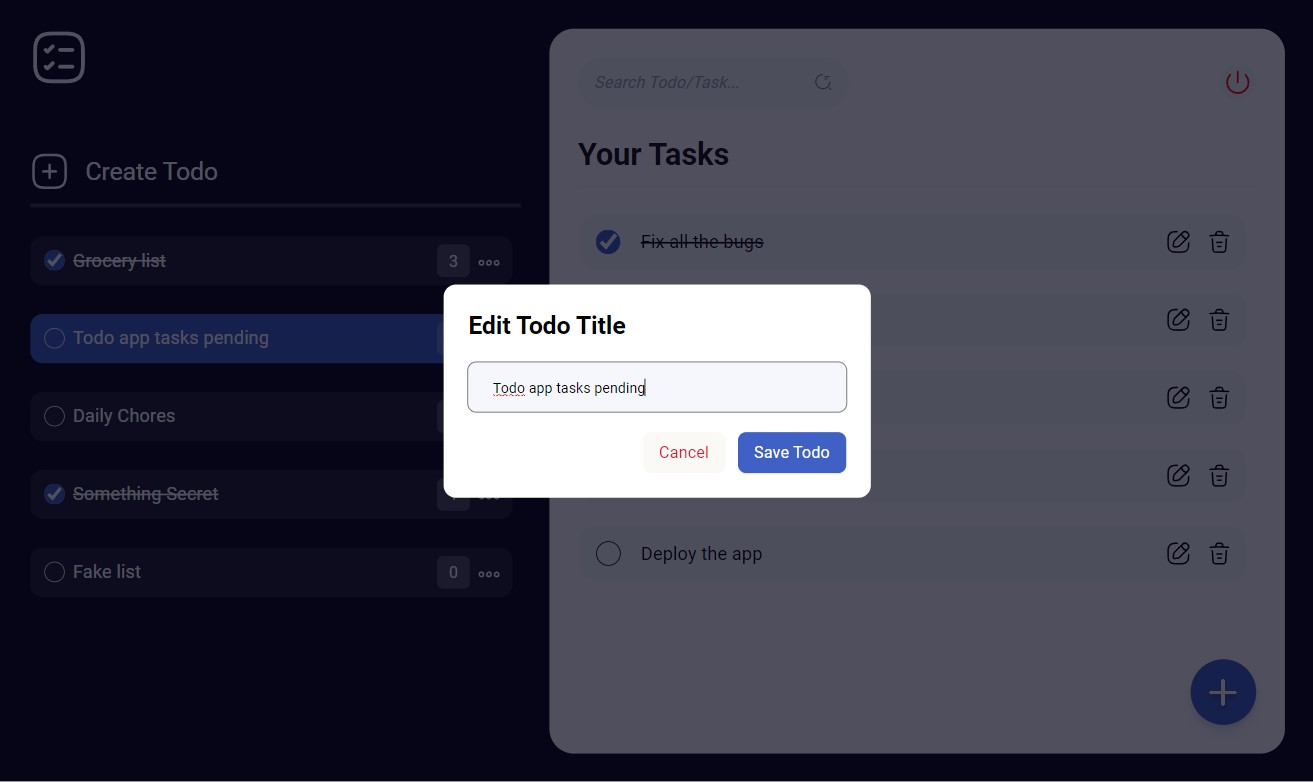 Create Todo
Grocery list 3
Todo app tasks pending
Daily Chores
Something Secret
Fake list 0
Search Todo/Task...
Your Tasks
Fix all the bugs
Deploy the app
Edit Todo Title
Todo app tasks pending
Cancel Save Todo